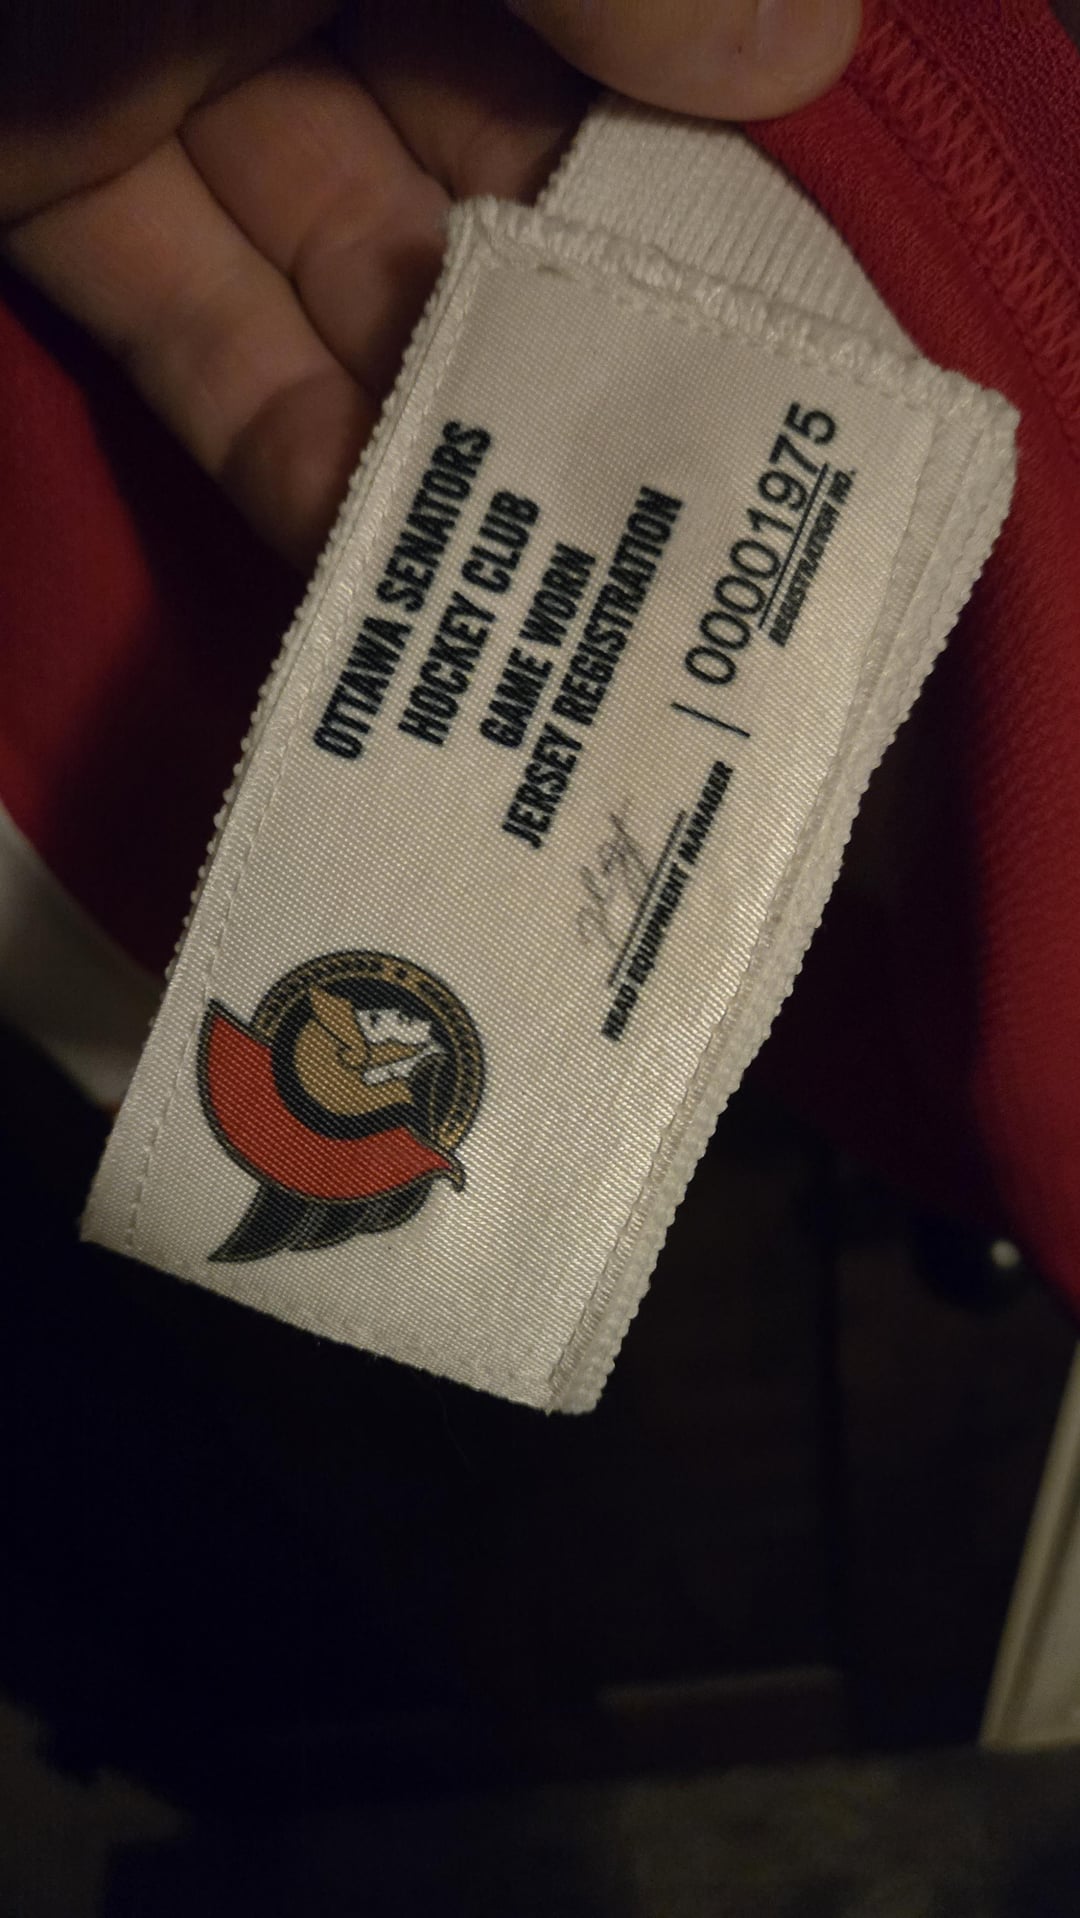 OTTAWA SENATORS
HOCKEY CLUB
GAME WORN
JERSEY REGISTRATION
HEAD EQUIPMENT MANAGER
00001975
REGISTRATION NO.